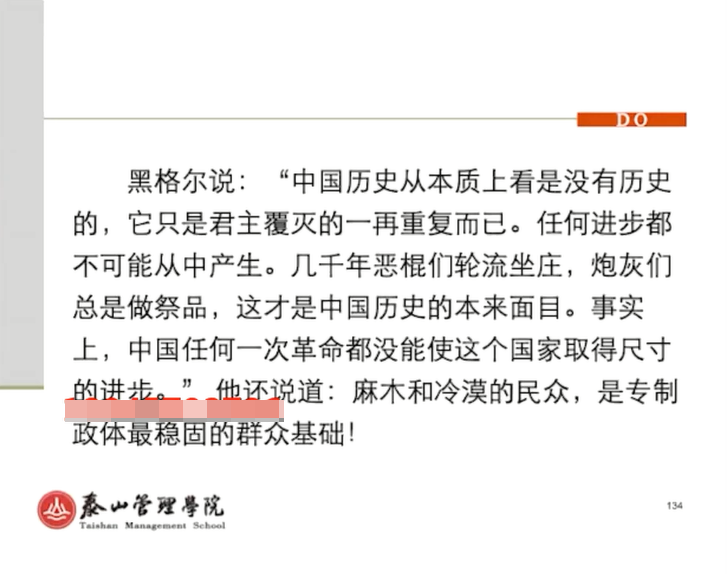 DO
黑格尔说：“中国历史从本质上看是没有历史
的，它只是君主覆灭的一再重复而已。任何进步都
不可能从中产生。几千年恶棍们轮流坐庄，炮灰们
总是做祭品，这才是中国历史的本来面目。事实
上，中国任何一次革命都没能使这个国家取得尺寸
的进步。”他还说道：麻木和冷漠的民众，是专制
政体最稳固的群众基础！
泰山管理學院
Taishan Management School
134